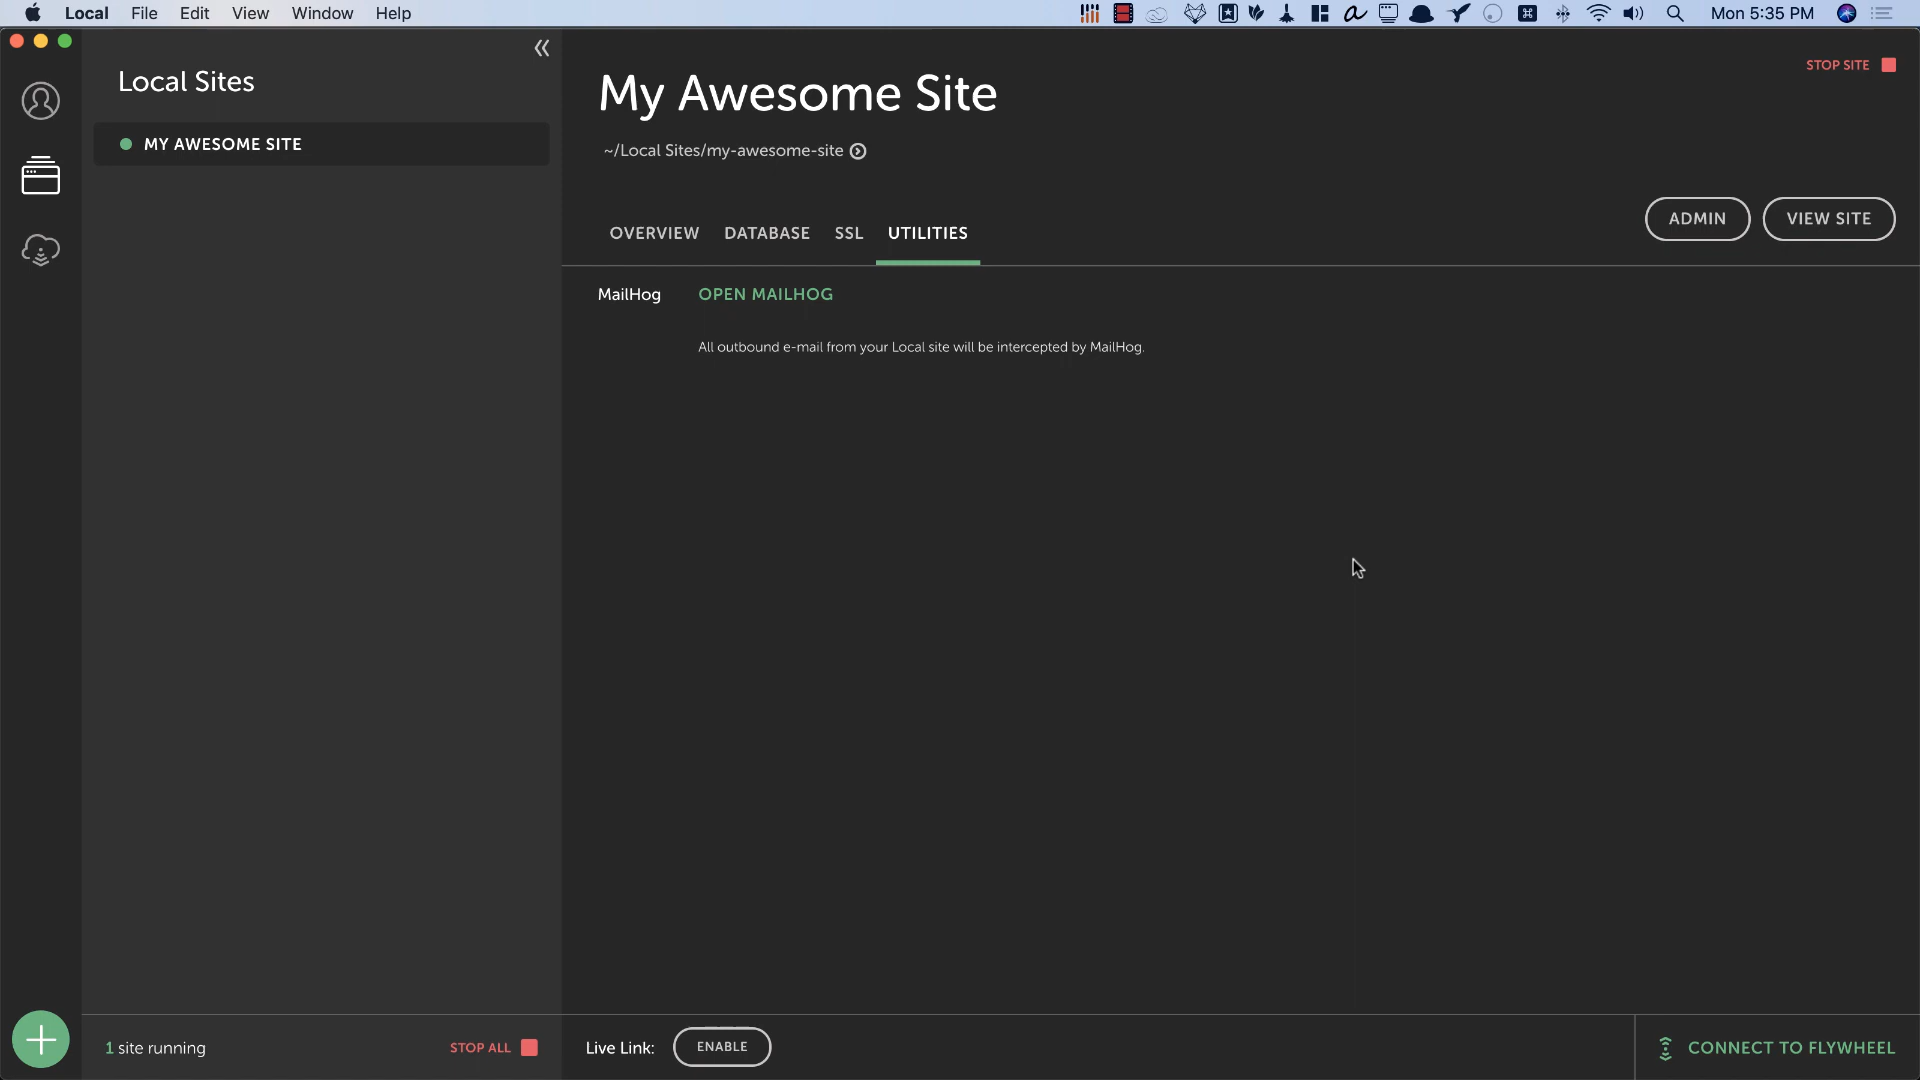 Local File Edit View Window Help Mon 5:35 PM
Local Sites
MY AWESOME SITE
1 site running
STOP ALL
My Awesome Site
STOP SITE
~/Local Sites/my-awesome-site
ADMIN VIEW SITE
OVERVIEW DATABASE SSL UTILITIES
MailHog OPEN MAILHOG
All outbound e-mail from your Local site will be intercepted by MailHog.
Live Link: ENABLE
CONNECT TO FLYWHEEL